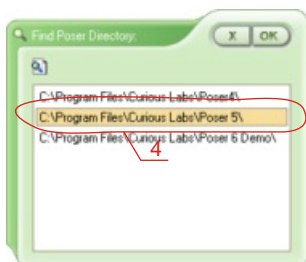 Find Poser Directory:
X OK
C:\Program Files\Curious Labs\Poser4\
C:\Program Files\Curious Labs\Poser 5\
C:\Program Files\Curious Labs\Poser 6 Demo\
4